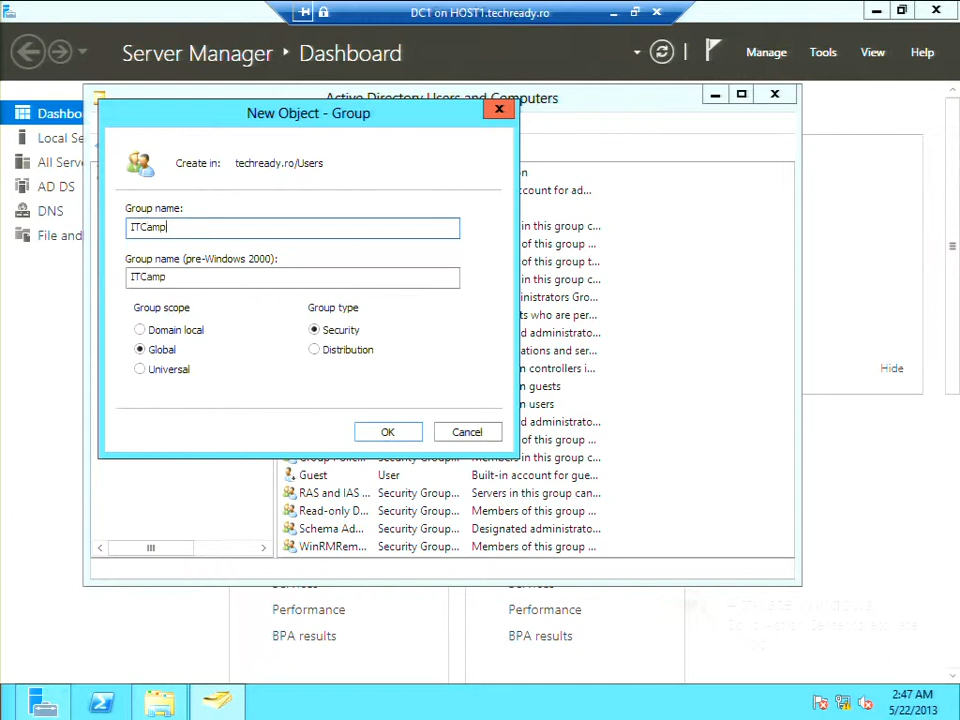 DC1 on HOST1.techready.ro
Server Manager ‣ Dashboard
Manage Tools View Help
Active Directory Users and Computers
New Object - Group
Dashbo
Local Se
All Serve
AD DS
DNS
File and
Create in: techready.ro/Users
Group name:
ITCamp
Group name (pre-Windows 2000):
ITCamp
Group scope
Group type
Domain local
Security
Global
Distribution
Universal
OK
Cancel
on
ccount for ad...
in this group c...
of this group ...
in this group c...
dministrators Gro...
ts who are per...
d administrato...
ations and ser...
n controllers i...
n guests
n users
d administrato...
of this group ...
Security Group... Members in this group c...
Guest User Built-in account for gue...
RAS and IAS ... Security Group... Servers in this group can...
Read-only D... Security Group... Members of this group ...
Schema Ad... Security Group... Designated administrato...
WinRMRem... Security Group... Members of this group ...
Hide
Performance
BPA results
Performance
BPA results
2:47 AM
5/22/2013